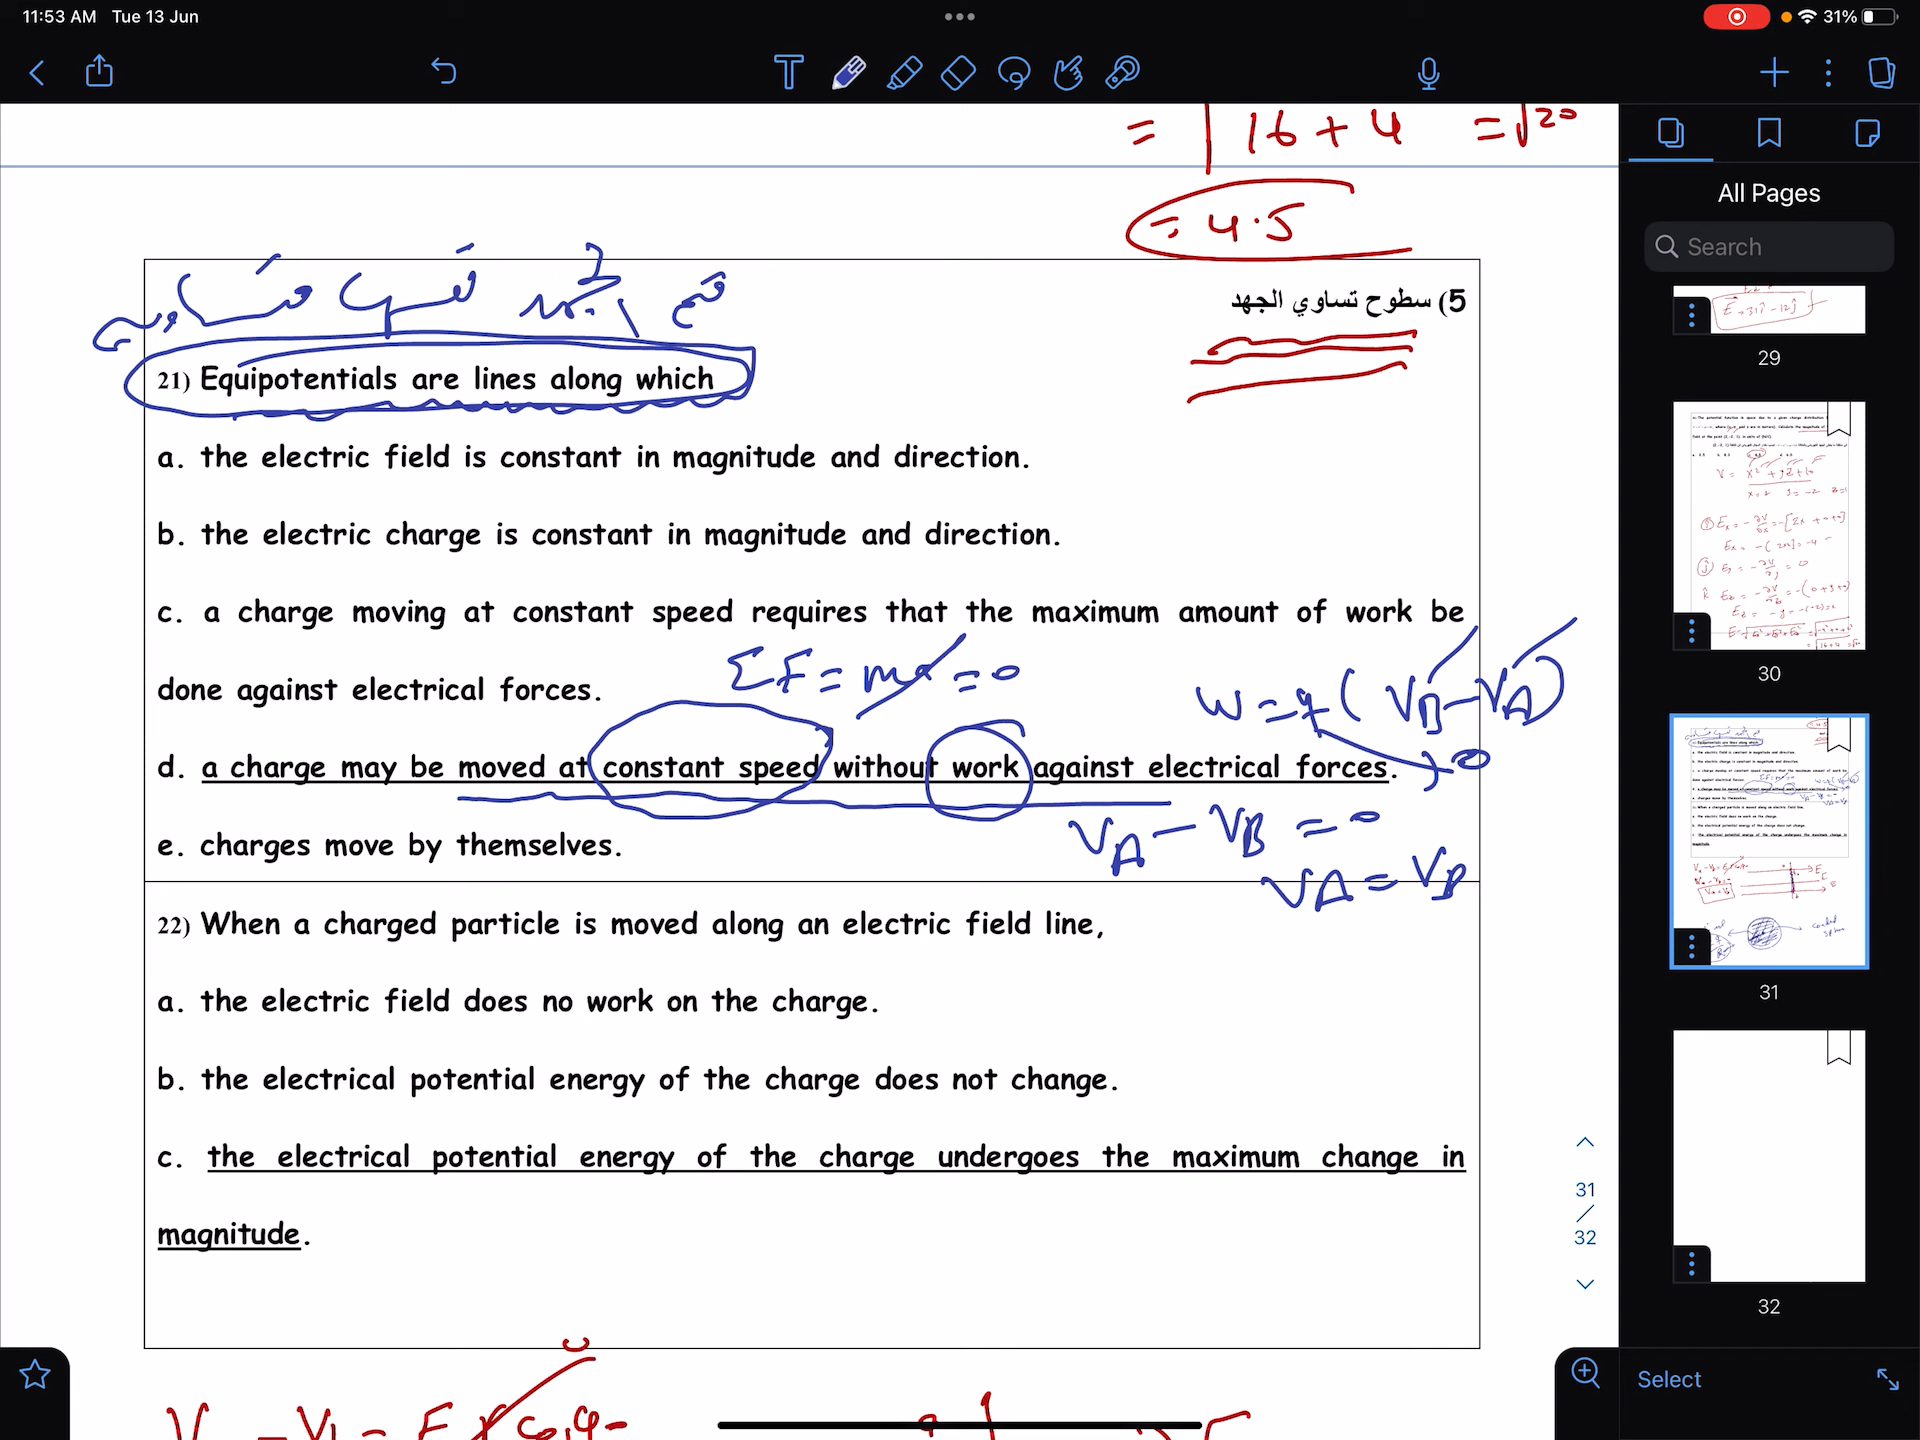 11:53 AM Tue 13 Jun
31%
= 16 + 4 = √20
= 4.5
5) سطوح تساوي الجهد
21) Equipotentials are lines along which
a. the electric field is constant in magnitude and direction.
b. the electric charge is constant in magnitude and direction.
c. a charge moving at constant speed requires that the maximum amount of work be
done against electrical forces.
ΣF = ma = 0
W = q (VB - VA)
d. a charge may be moved at constant speed without work against electrical forces.
0
VA - VB = 0
e. charges move by themselves.
VA = VB
22) When a charged particle is moved along an electric field line,
a. the electric field does no work on the charge.
b. the electrical potential energy of the charge does not change.
c. the electrical potential energy of the charge undergoes the maximum change in
magnitude.
31
/
32
All Pages
Search
29
30
31
32
Select